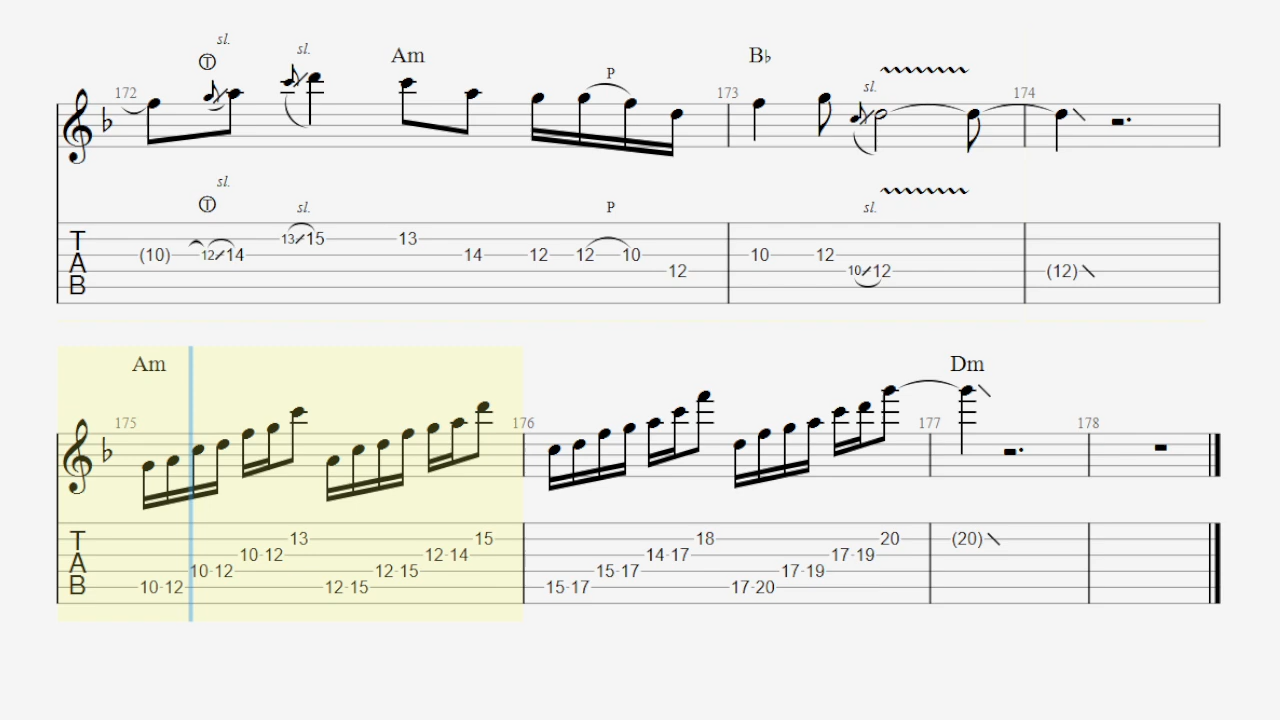 sl.
T sl. Am P B♭ sl.
172 173 174
sl.
T sl. P sl.
T 13 15 13
(10) 12 14 14 12 12 10 10 12
A 12 10 12 (12)
B
Am Dm
175 176 177 178
T 13 15 18 20 (20)
10 12 12 14 14 17 17 19
A 10 12 12 15 15 17 17 19
B 10 12 12 15 15 17 17 20